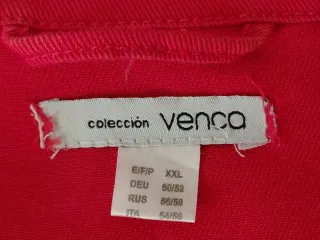 colección venca
E/F/P XXL
DEU 50/52
RUS 56/58
ITA 54/56